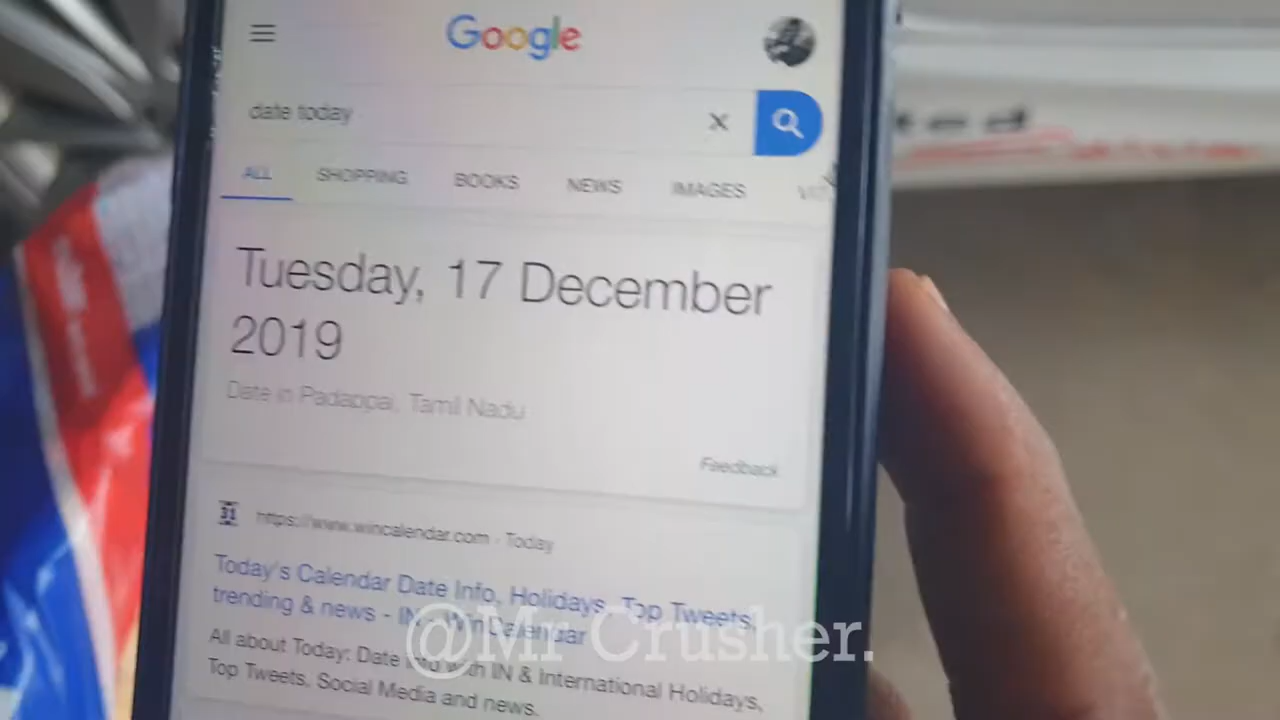 Google
date today
ALL SHOPPING BOOKS NEWS IMAGES
Tuesday, 17 December
2019
Date in Padappai, Tamil Nadu
Feedback
31
https://www.wincalendar.com › Today
Today's Calendar Date Info, Holidays, Top Tweets,
trending & news - IN - WinCalendar
@Mr Crusher.
All about Today: Date Info with IN & International Holidays,
Top Tweets, Social Media and news.